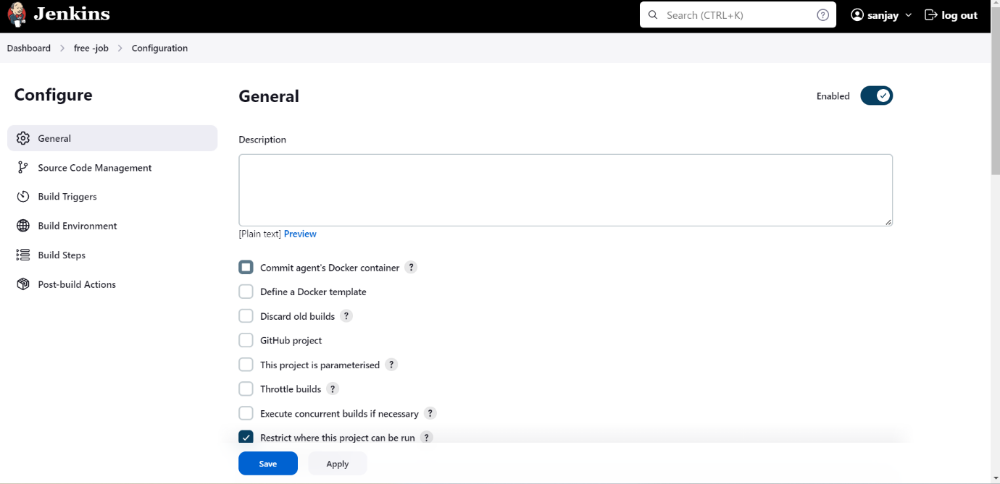 Jenkins
Search (CTRL+K) ?
sanjay
log out
Dashboard > free -job > Configuration
Configure
General
Source Code Management
Build Triggers
Build Environment
Build Steps
Post-build Actions
General
Enabled
Description
[Plain text] Preview
Commit agent's Docker container ?
Define a Docker template
Discard old builds ?
GitHub project
This project is parameterised ?
Throttle builds ?
Execute concurrent builds if necessary ?
Restrict where this project can be run ?
Save
Apply